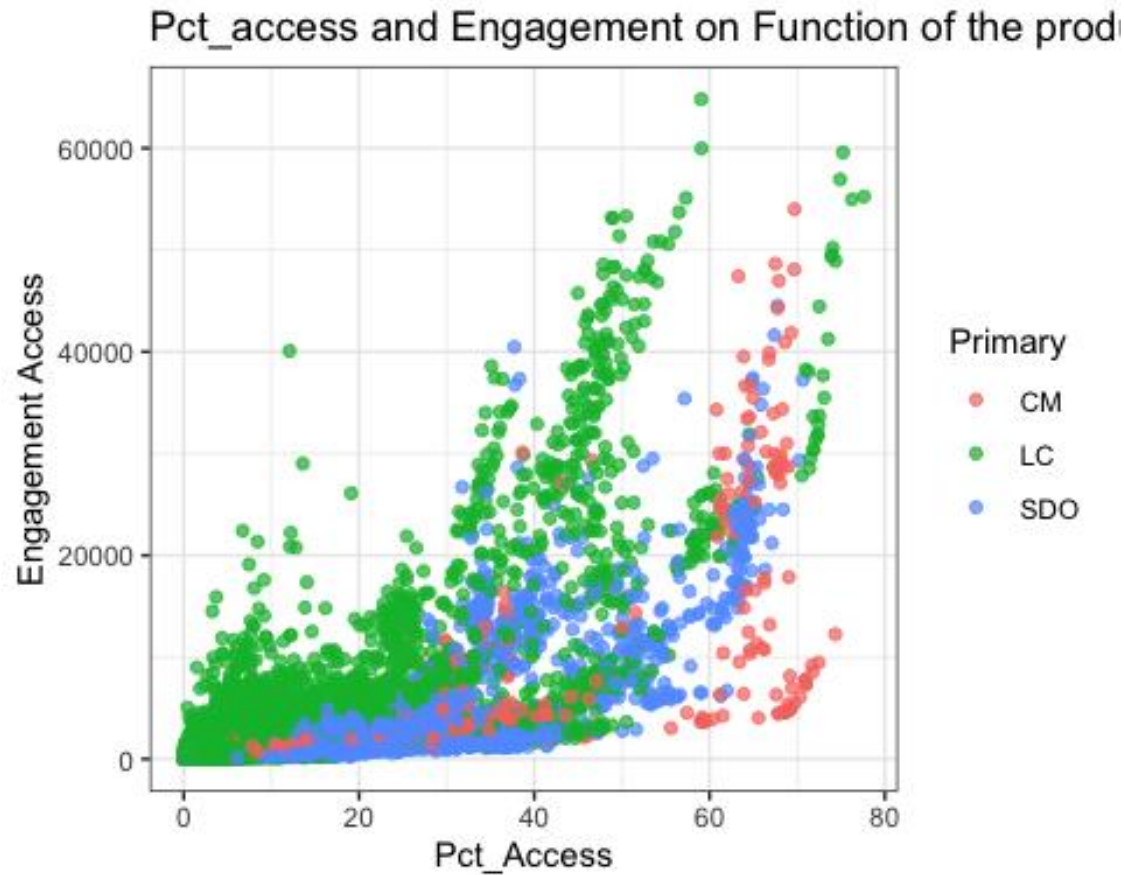 Pct_access and Engagement on Function of the prod
60000
40000
20000
0
Engagement Access
0 20 40 60 80
Pct_Access
Primary
CM
LC
SDO